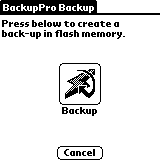 BackupPro Backup
Press below to create a
back-up in flash memory.
Backup
Cancel